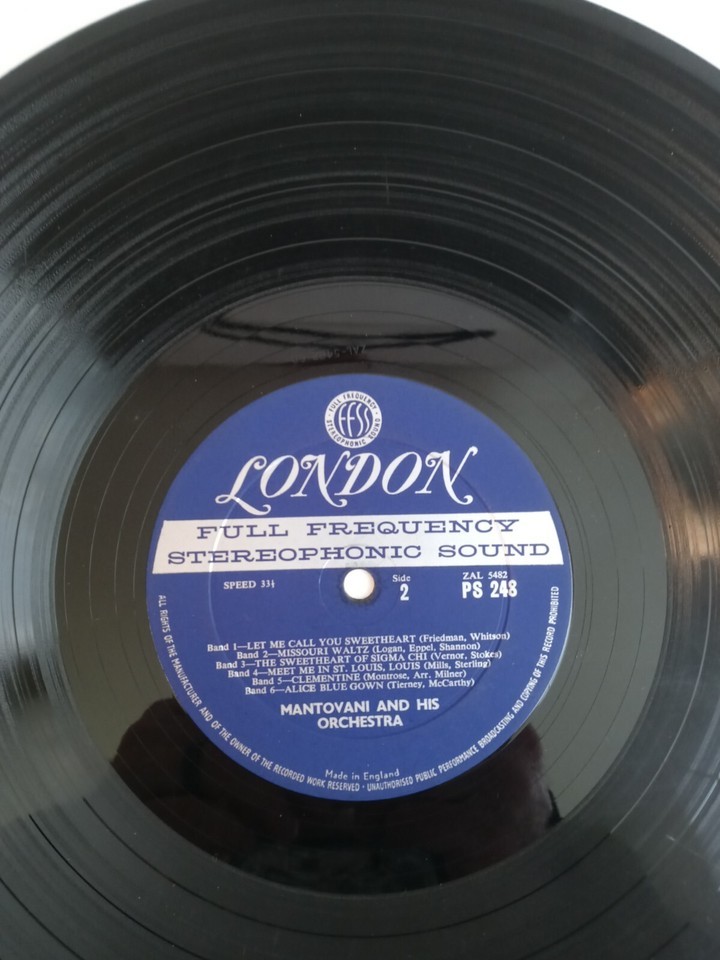 FULL FREQUENCY
FFSS
STEREOPHONIC SOUND
LONDON
FULL FREQUENCY
STEREOPHONIC SOUND
SPEED 33⅓
Side
2
ZAL 5482
PS 248
Band 1—LET ME CALL YOU SWEETHEART (Friedman, Whitson)
Band 2—MISSOURI WALTZ (Logan, Eppel, Shannon)
Band 3—THE SWEETHEART OF SIGMA CHI (Vernor, Stokes)
Band 4—MEET ME IN ST. LOUIS, LOUIS (Mills, Sterling)
Band 5—CLEMENTINE (Montrose, Arr. Milner)
Band 6—ALICE BLUE GOWN (Tierney, McCarthy)
MANTOVANI AND HIS
ORCHESTRA
Made in England
ALL RIGHTS OF THE MANUFACTURER AND OF THE OWNER OF THE RECORDED WORK RESERVED · UNAUTHORISED PUBLIC PERFORMANCE BROADCASTING AND COPYING OF THIS RECORD PROHIBITED